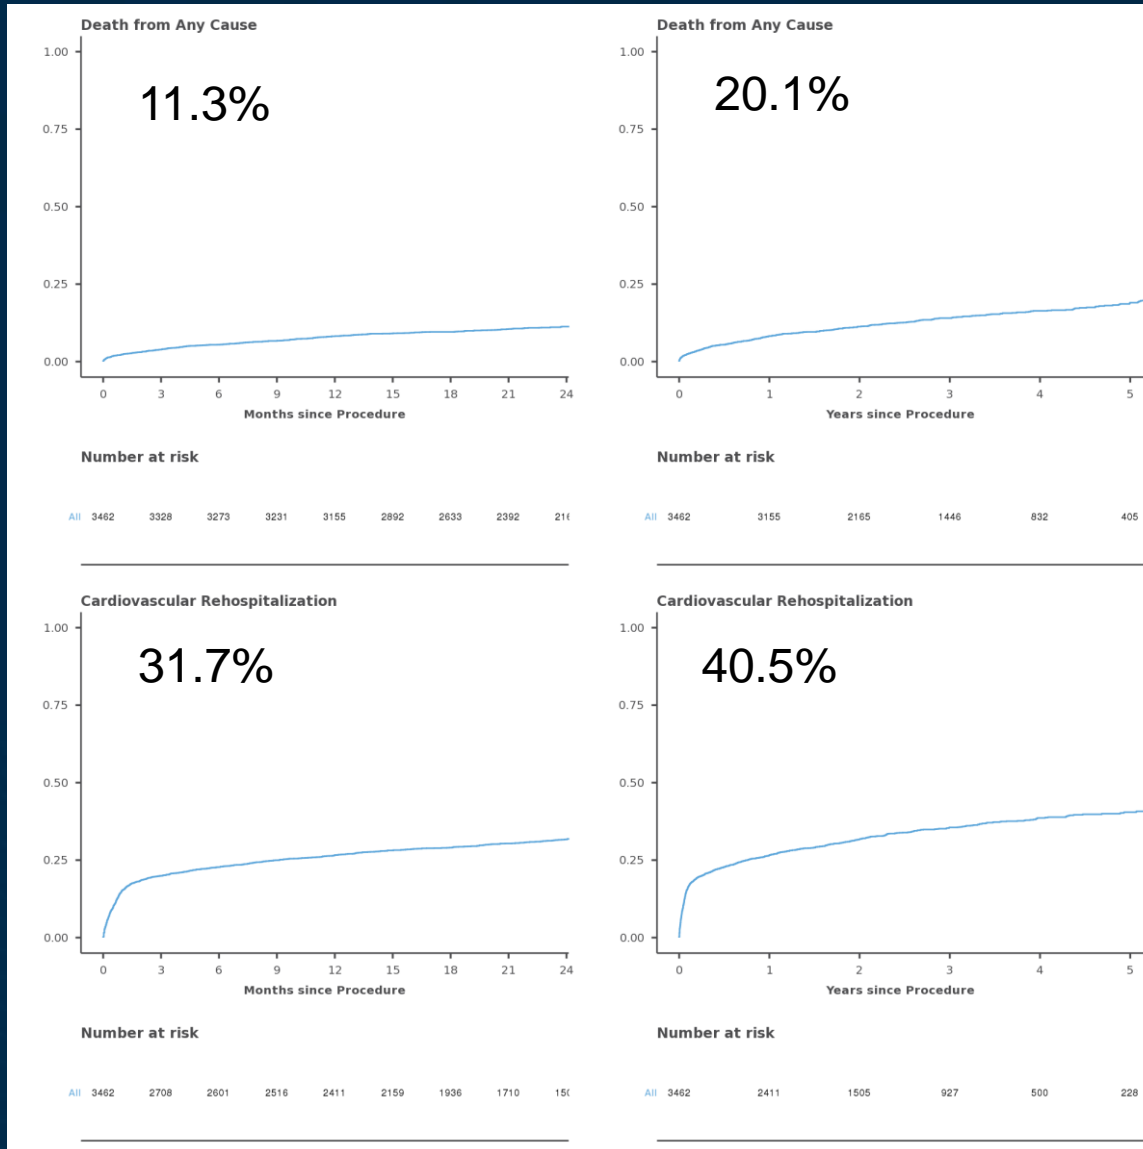 Death from Any Cause
11.3%
1.00
0.75
0.50
0.25
0.00
0 3 6 9 12 15 18 21 24
Months since Procedure
Number at risk
All 3462 3328 3273 3231 3155 2892 2633 2392
Death from Any Cause
20.1%
1.00
0.75
0.50
0.25
0.00
0 1 2 3 4 5
Years since Procedure
Number at risk
All 3462 3155 2165 1446 832 405
Cardiovascular Rehospitalization
31.7%
1.00
0.75
0.50
0.25
0.00
0 3 6 9 12 15 18 21 24
Months since Procedure
Number at risk
All 3462 2708 2601 2516 2411 2159 1936 1710
Cardiovascular Rehospitalization
40.5%
1.00
0.75
0.50
0.25
0.00
0 1 2 3 4 5
Years since Procedure
Number at risk
All 3462 2411 1505 927 500 228